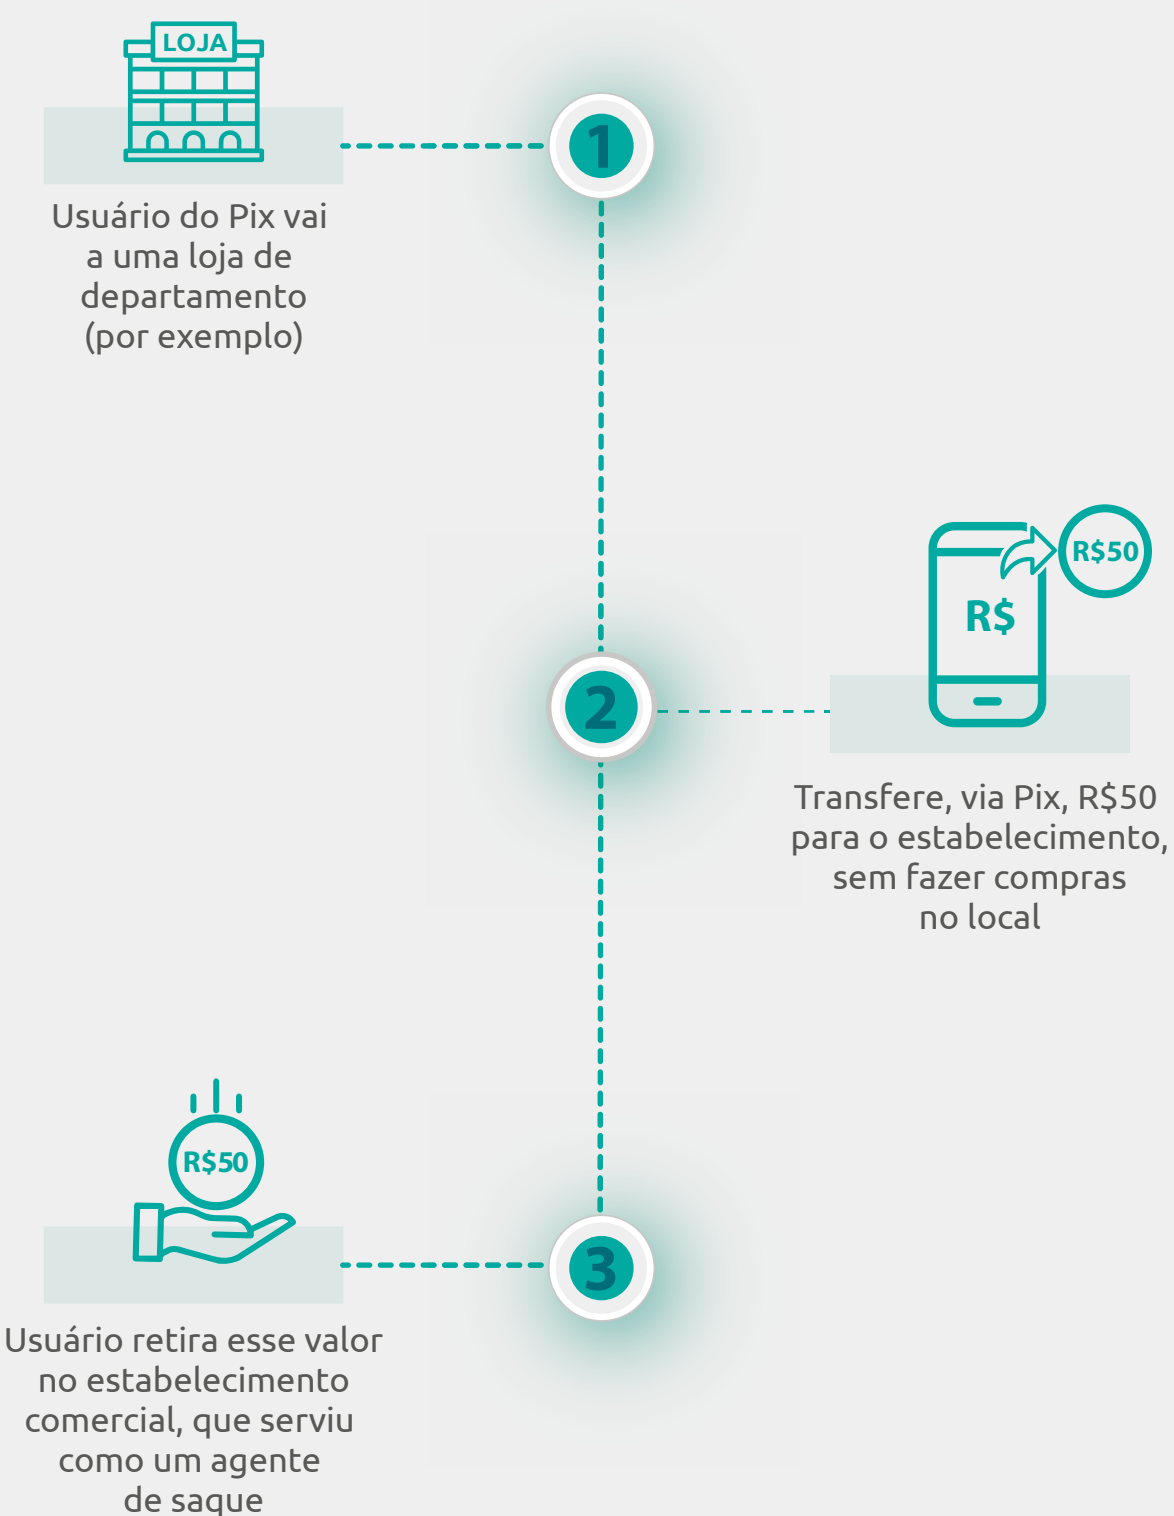 LOJA
1
Usuário do Pix vai
a uma loja de
departamento
(por exemplo)
R$50
R$
2
Transfere, via Pix, R$50
para o estabelecimento,
sem fazer compras
no local
R$50
3
Usuário retira esse valor
no estabelecimento
comercial, que serviu
como um agente
de saque